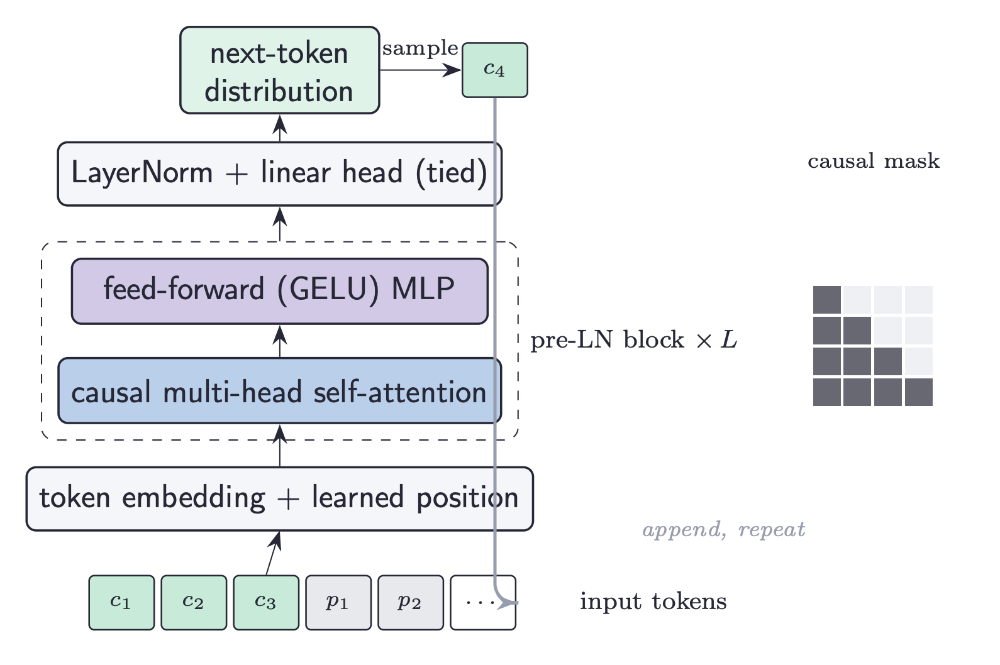 next-token
distribution
sample
c₄
LayerNorm + linear head (tied)
causal mask
feed-forward (GELU) MLP
pre-LN block × L
causal multi-head self-attention
token embedding + learned position
append, repeat
c₁ c₂ c₃ p₁ p₂ ···
input tokens